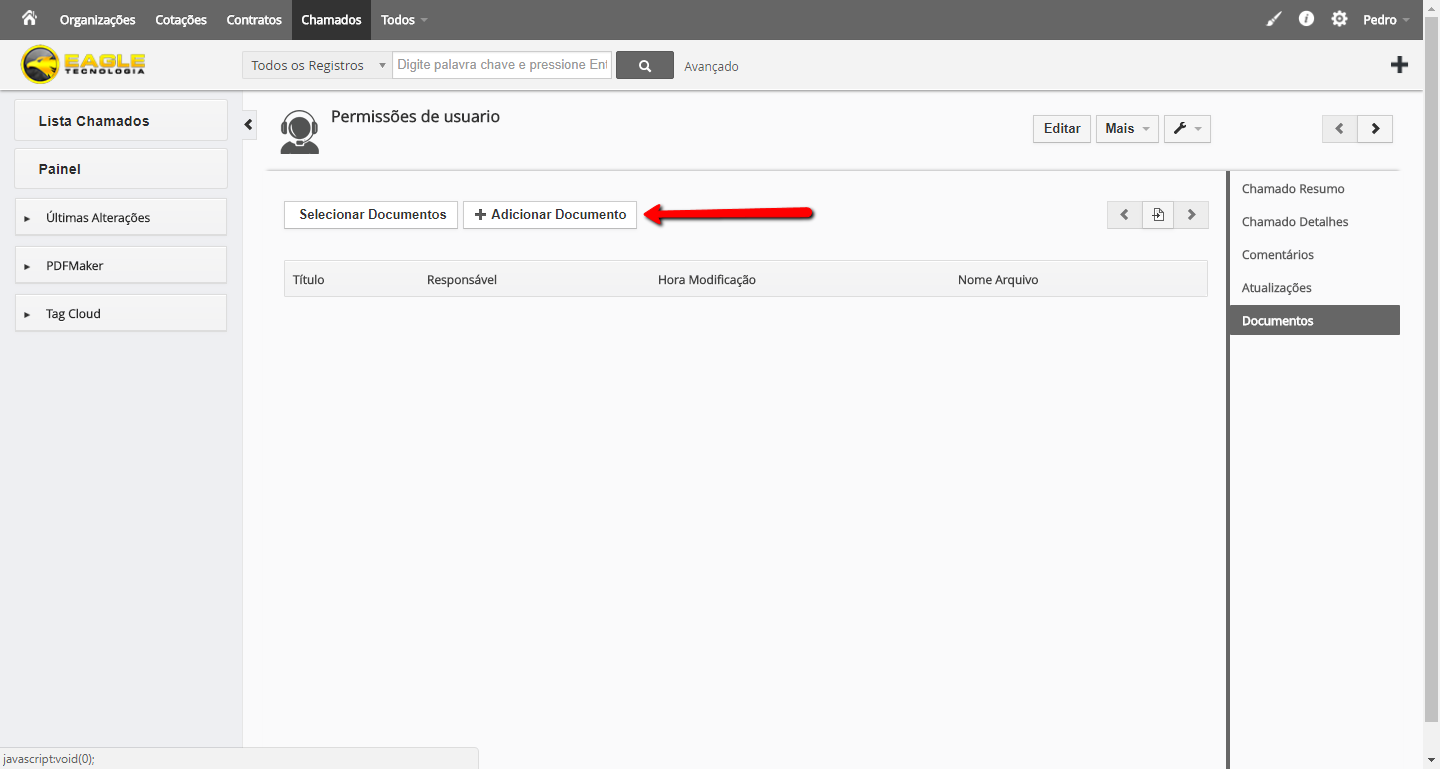 Organizações Cotações Contratos Chamados Todos Pedro
EAGLE
TECNOLOGIA
Todos os Registros Digite palavra chave e pressione Ent Avançado
Lista Chamados
Painel
Últimas Alterações
PDFMaker
Tag Cloud
Permissões de usuario
Editar Mais
Selecionar Documentos Adicionar Documento
Título Responsável Hora Modificação Nome Arquivo
Chamado Resumo
Chamado Detalhes
Comentários
Atualizações
Documentos
javascript:void(0);